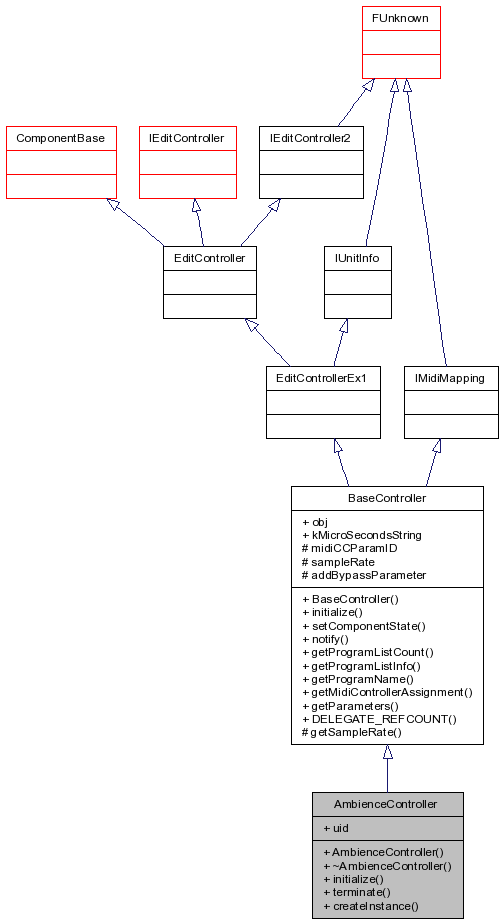 FUnknown
ComponentBase
IEditController
IEditController2
EditController
IUnitInfo
EditControllerEx1
IMidiMapping
BaseController
+ obj
+ kMicroSecondsString
# midiCCParamID
# sampleRate
# addBypassParameter
+ BaseController()
+ initialize()
+ setComponentState()
+ notify()
+ getProgramListCount()
+ getProgramListInfo()
+ getProgramName()
+ getMidiControllerAssignment()
+ getParameters()
+ DELEGATE_REFCOUNT()
# getSampleRate()
AmbienceController
+ uid
+ AmbienceController()
+ ~AmbienceController()
+ initialize()
+ terminate()
+ createInstance()